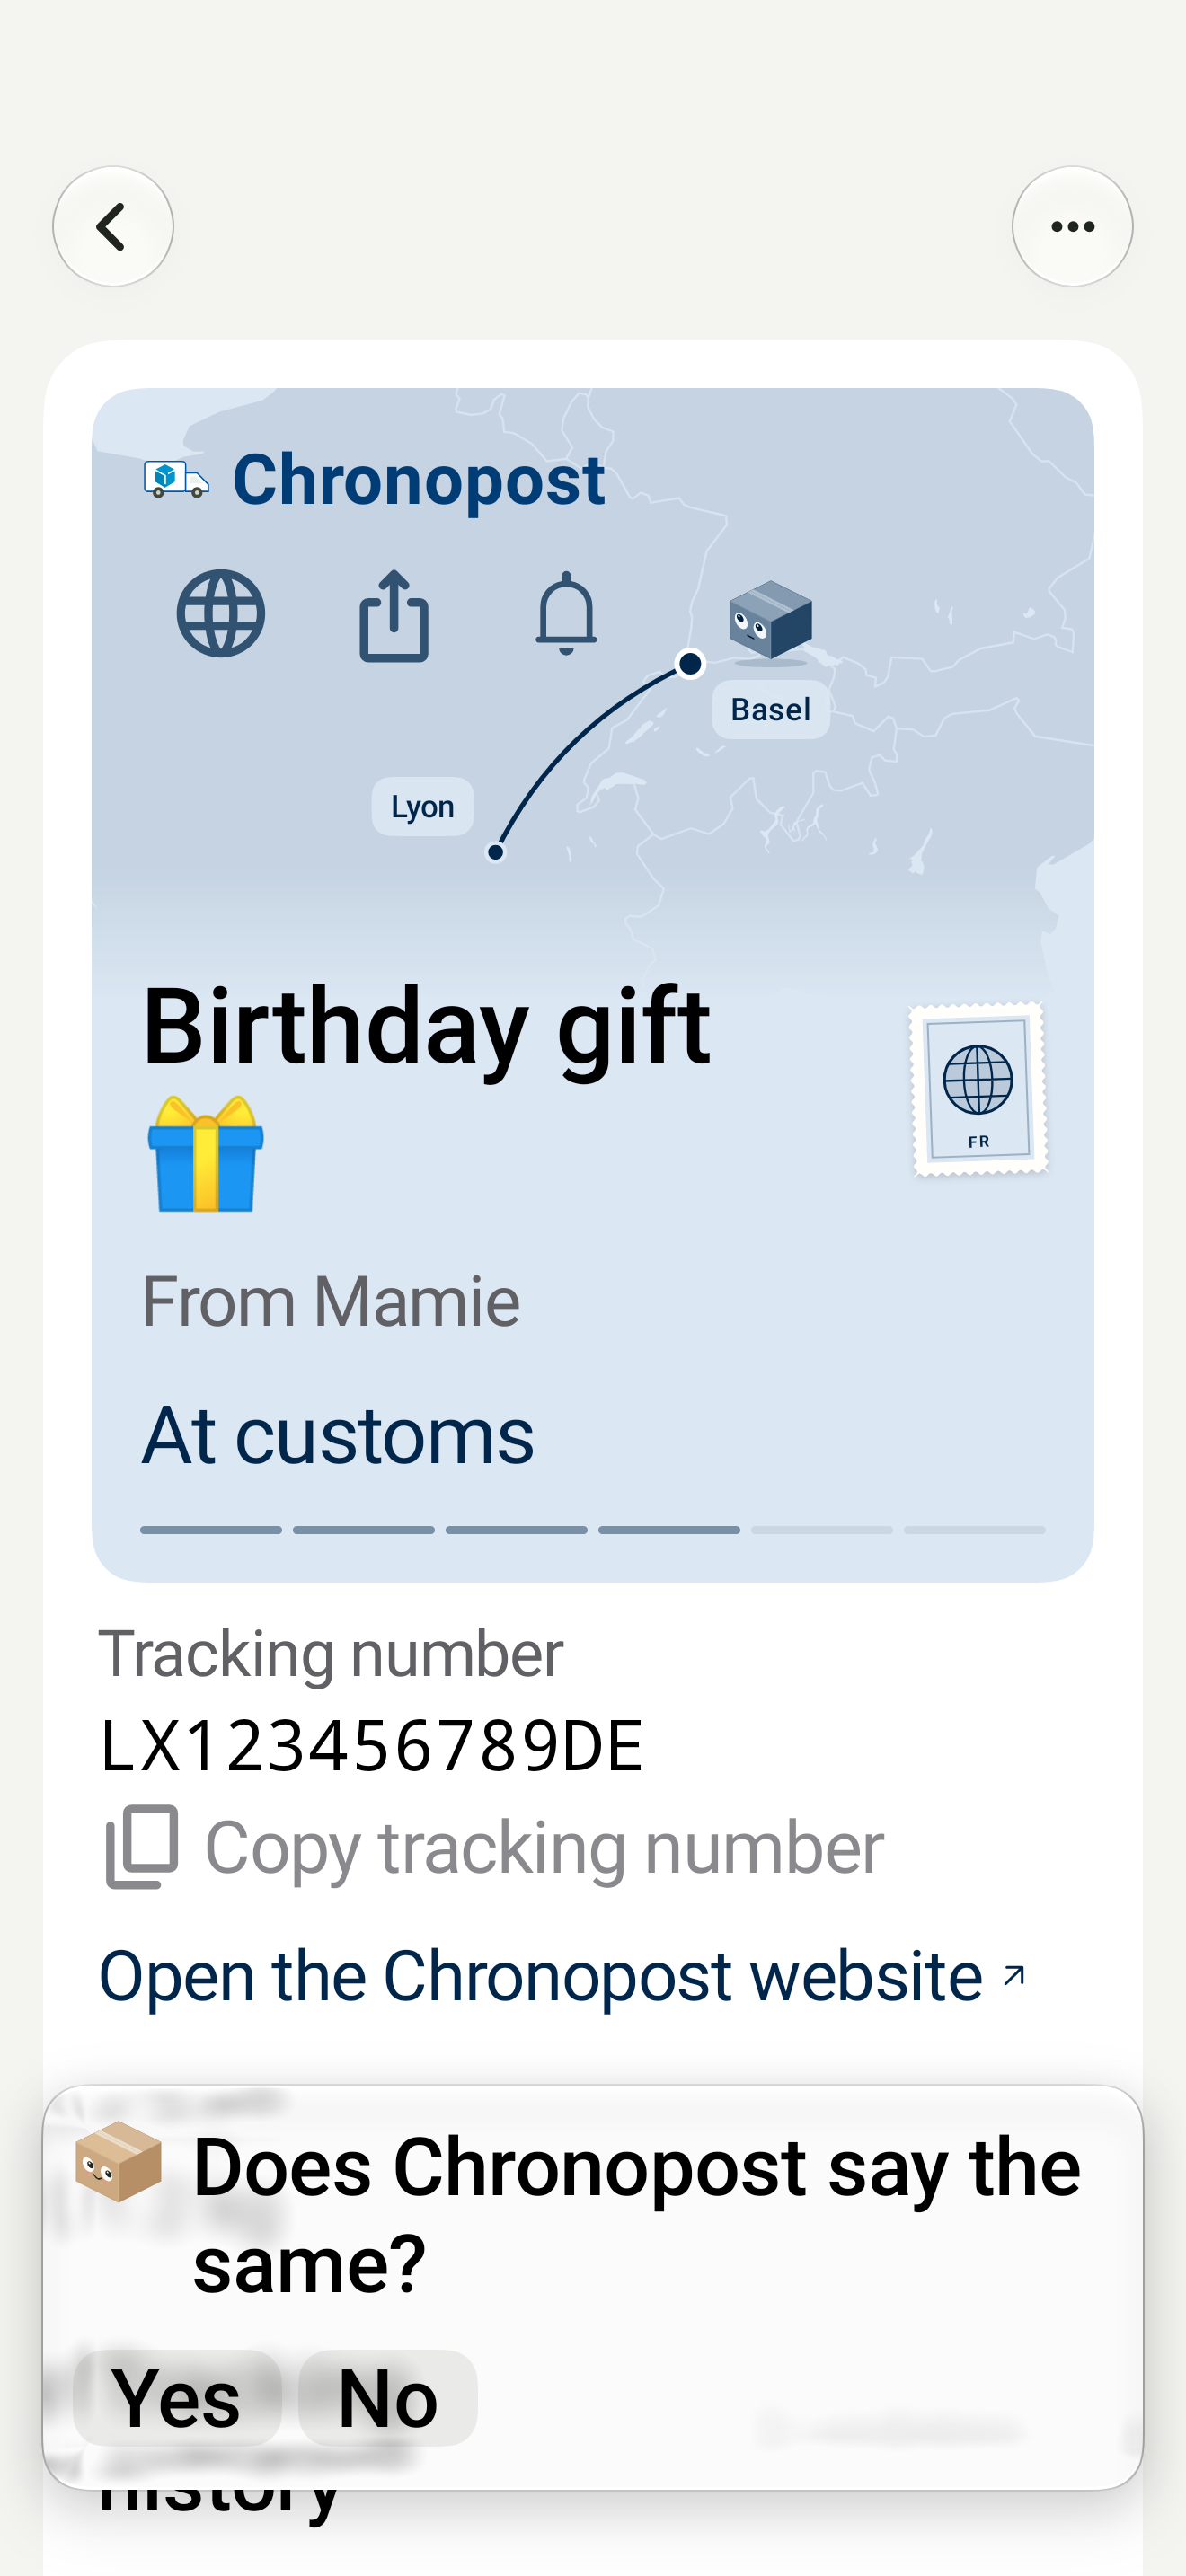 Chronopost
Basel
Lyon
Birthday gift
FR
From Mamie
At customs
Tracking number
LX123456789DE
Copy tracking number
Open the Chronopost website
Does Chronopost say the
same?
Yes No
history